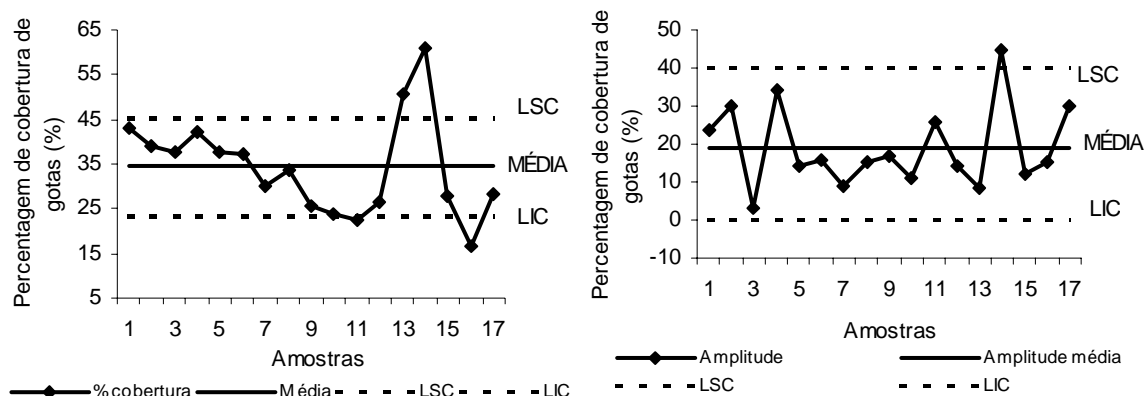 Percentagem de cobertura de
gotas (%)
65
55
45
35
25
15
5
LSC
MÉDIA
LIC
1 3 5 7 9 11 13 15 17
Amostras
% cobertura Média LSC LIC
Percentagem de cobertura de
gotas (%)
50
40
30
20
10
0
-10
LSC
MÉDIA
LIC
1 3 5 7 9 11 13 15 17
Amostras
Amplitude Amplitude média
LSC LIC